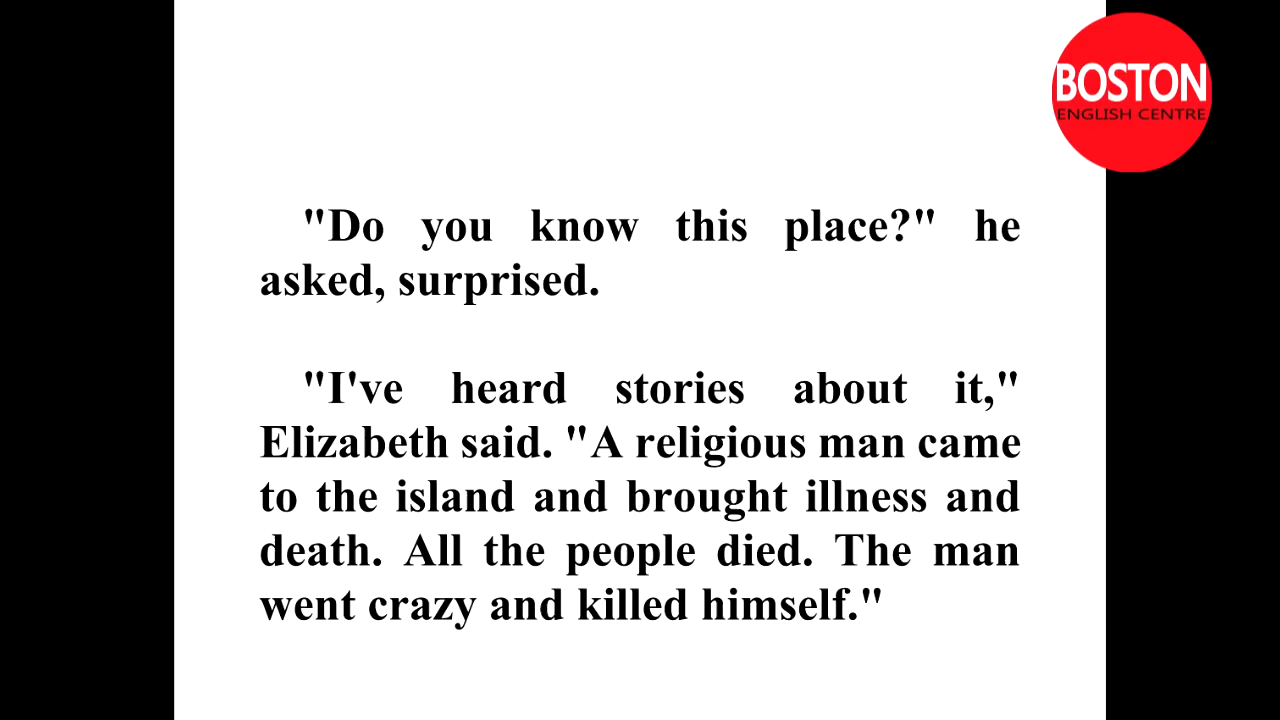 BOSTON
ENGLISH CENTRE
"Do you know this place?" he
asked, surprised.
"I've heard stories about it,"
Elizabeth said. "A religious man came
to the island and brought illness and
death. All the people died. The man
went crazy and killed himself."